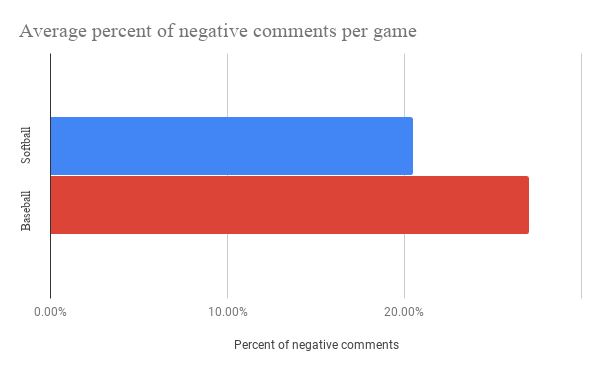 Average percent of negative comments per game
Softball
Baseball
0.00%
10.00%
20.00%
Percent of negative comments